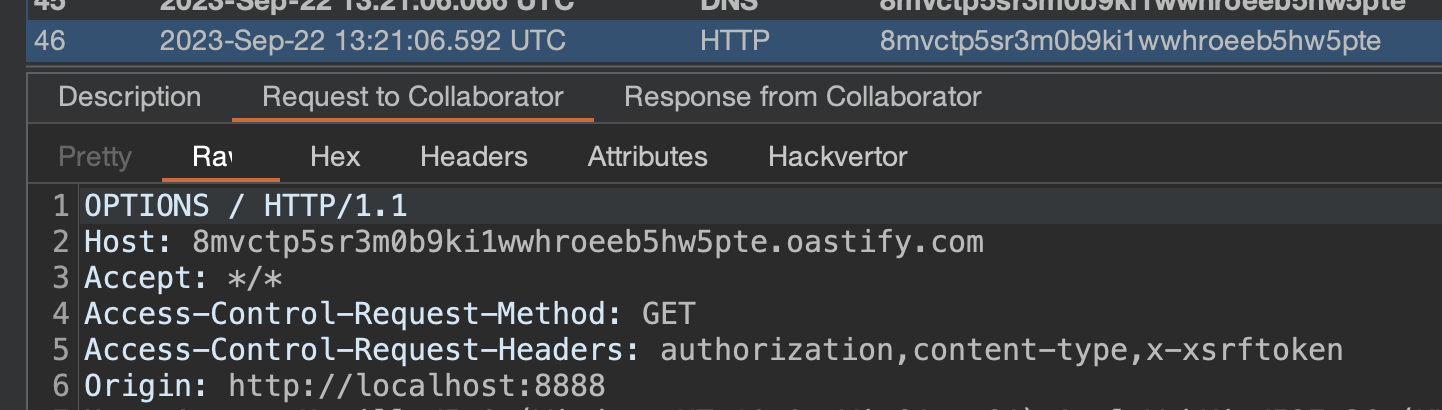 45 2023-Sep-22 13:21:06.066 UTC DNS 8mvctp5sr3m0b9ki1wwhroeeb5hw5pte
46 2023-Sep-22 13:21:06.592 UTC HTTP 8mvctp5sr3m0b9ki1wwhroeeb5hw5pte
Description Request to Collaborator Response from Collaborator
Pretty Raw Hex Headers Attributes Hackvertor
1 OPTIONS / HTTP/1.1
2 Host: 8mvctp5sr3m0b9ki1wwhroeeb5hw5pte.oastify.com
3 Accept: */*
4 Access-Control-Request-Method: GET
5 Access-Control-Request-Headers: authorization,content-type,x-xsrftoken
6 Origin: http://localhost:8888